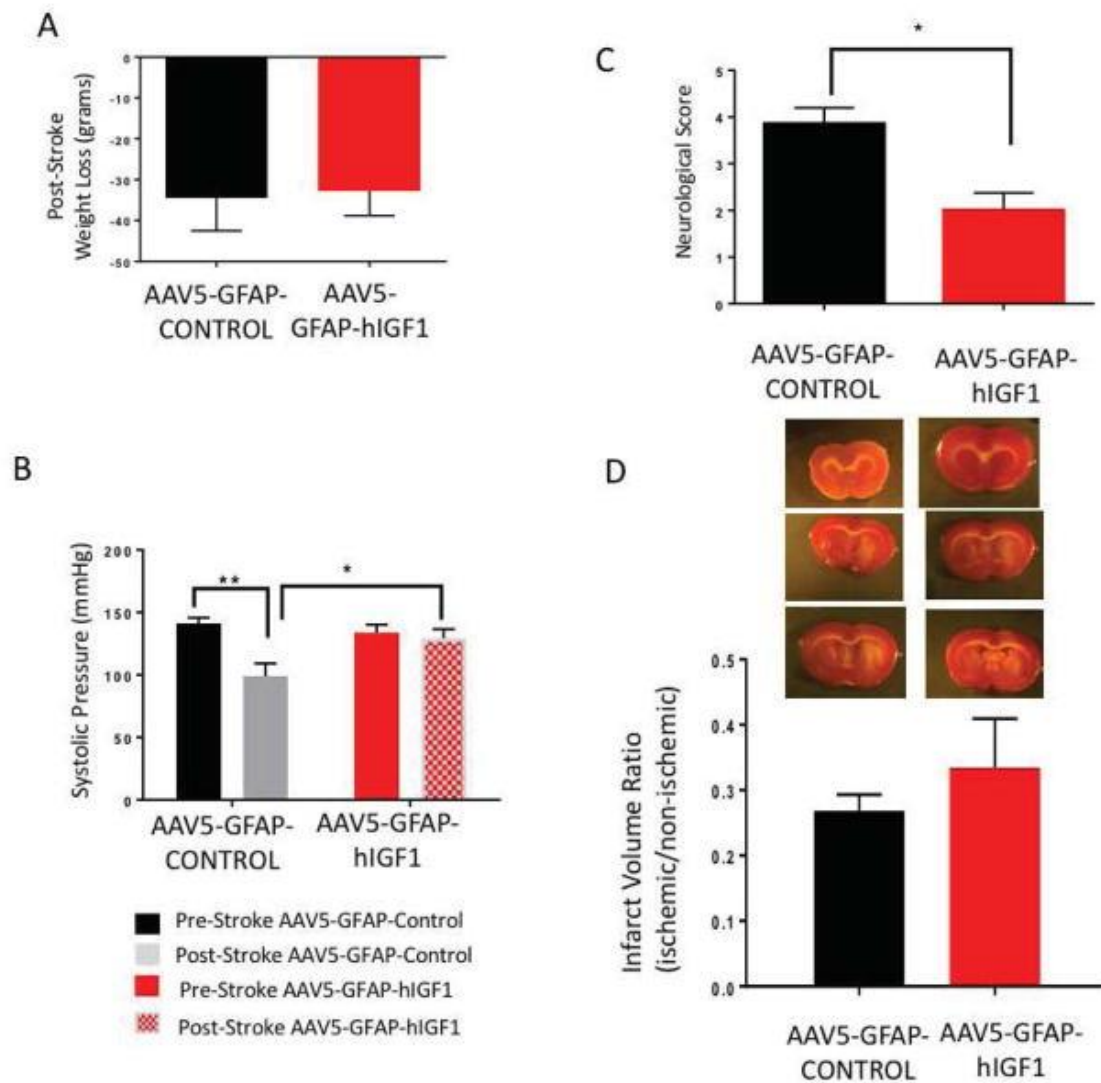 A
0
-10
-20
-30
-40
-50
Post-Stroke
Weight Loss (grams)
AAV5-GFAP-
CONTROL
AAV5-
GFAP-hIGF1
B
200
150
100
50
0
Systolic Pressure (mmHg)
**
*
AAV5-GFAP-
CONTROL
AAV5-GFAP-
hIGF1
Pre-Stroke AAV5-GFAP-Control
Post-Stroke AAV5-GFAP-Control
Pre-Stroke AAV5-GFAP-hIGF1
Post-Stroke AAV5-GFAP-hIGF1
C
*
5
4
3
2
1
0
Neurological Score
AAV5-GFAP-
CONTROL
AAV5-GFAP-
hIGF1
D
0.5
0.4
0.3
0.2
0.1
0.0
Infarct Volume Ratio
(ischemic/non-ischemic)
AAV5-GFAP-
CONTROL
AAV5-GFAP-
hIGF1